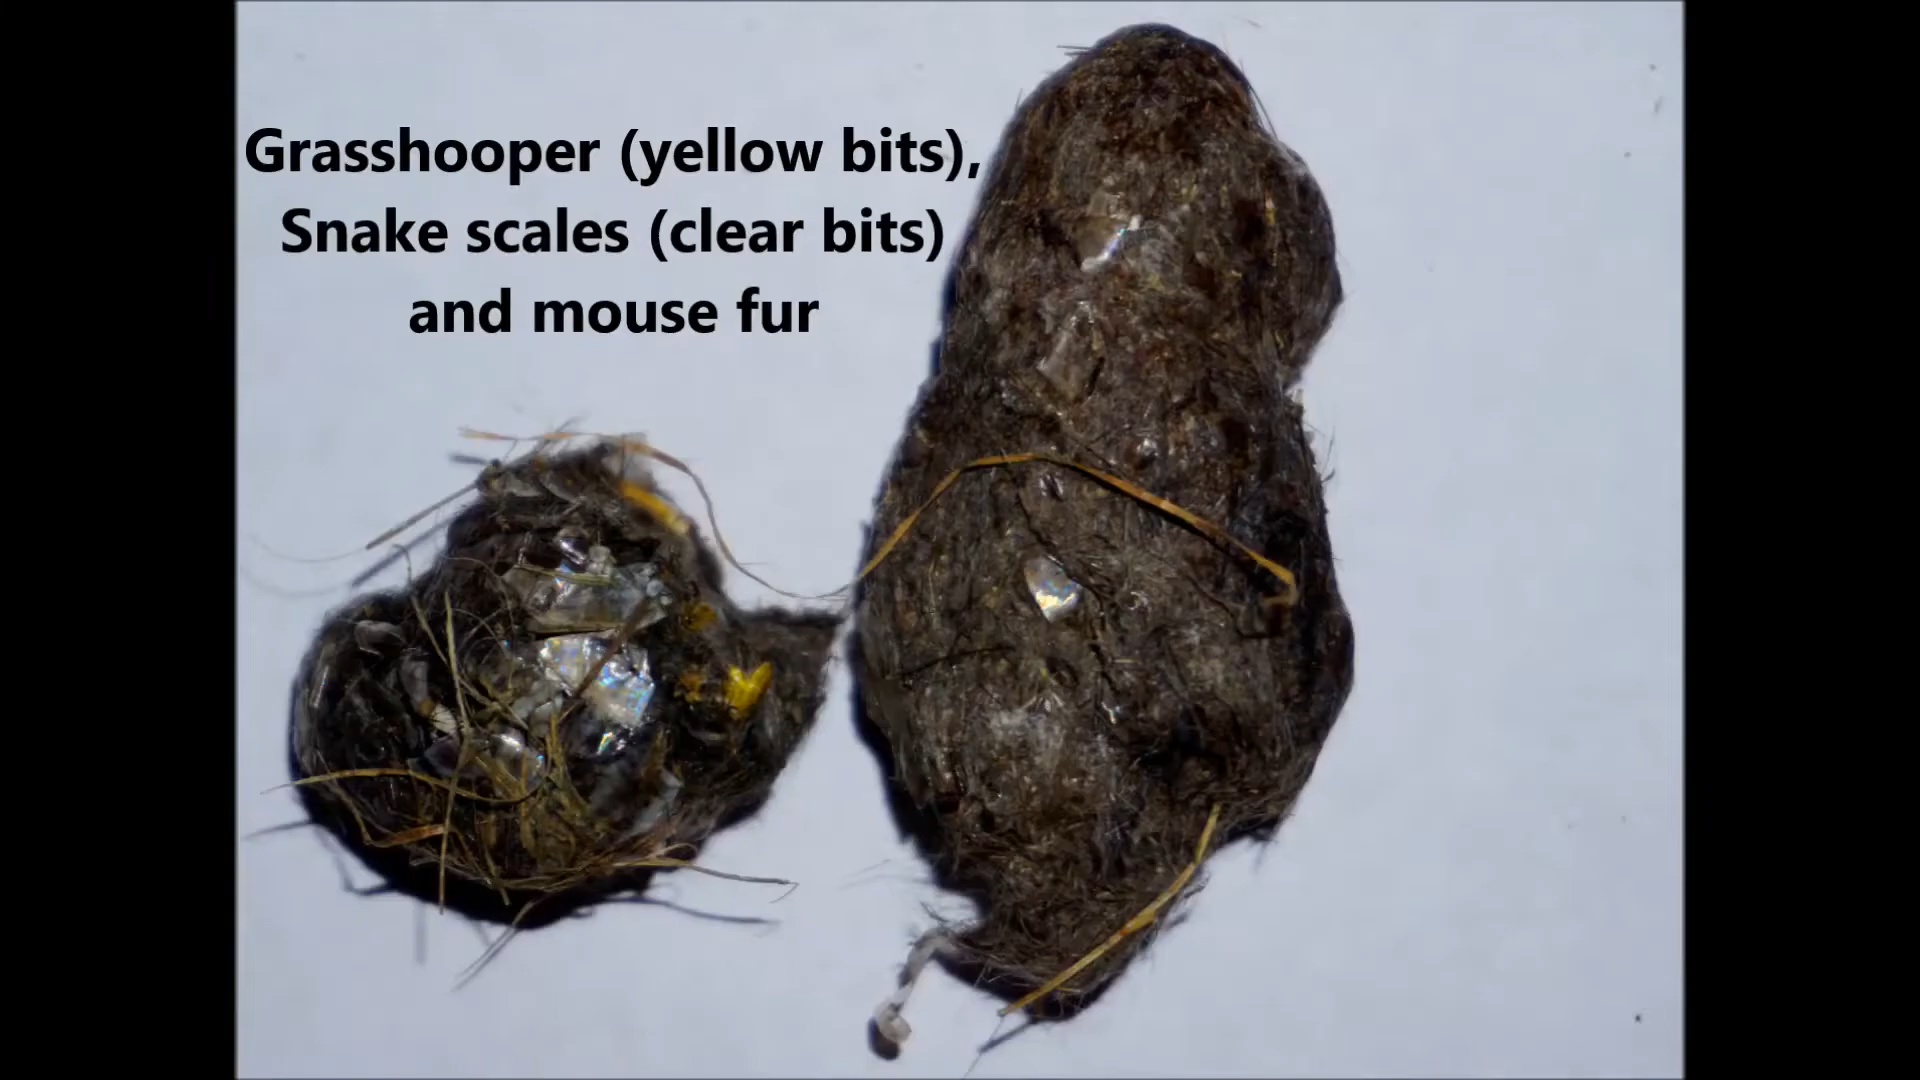 Grasshooper (yellow bits),
Snake scales (clear bits)
and mouse fur